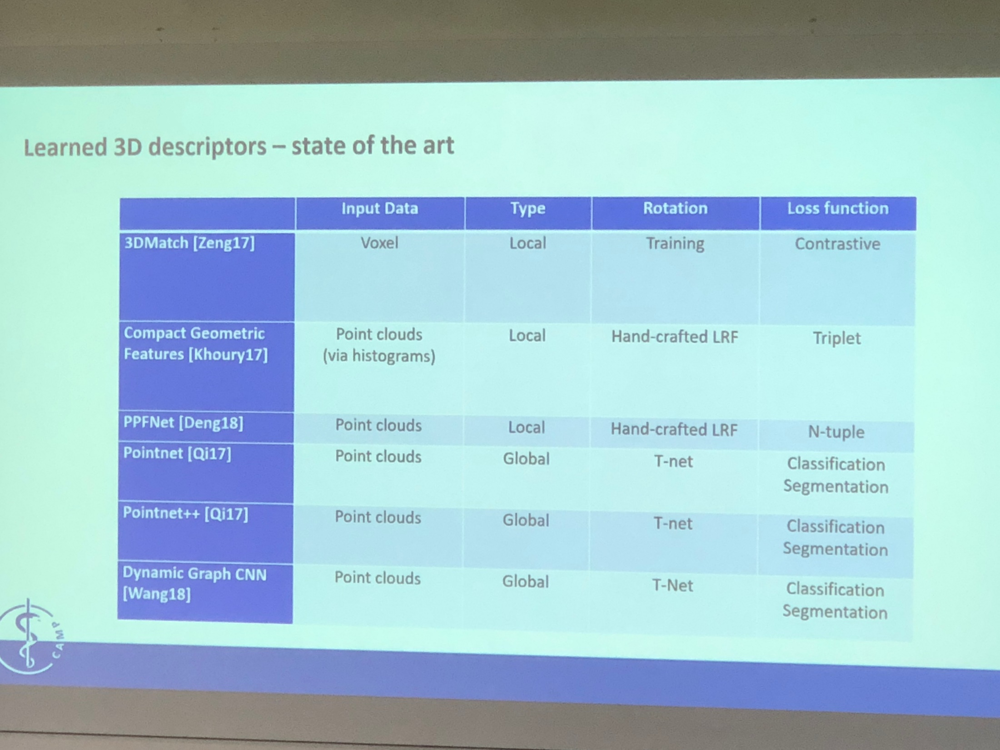 Learned 3D descriptors – state of the art
Input Data Type Rotation Loss function
3DMatch [Zeng17] Voxel Local Training Contrastive
Compact Geometric Point clouds Local Hand-crafted LRF Triplet
Features [Khoury17] (via histograms)
PPFNet [Deng18] Point clouds Local Hand-crafted LRF N-tuple
Pointnet [Qi17] Point clouds Global T-net Classification
Segmentation
Pointnet++ [Qi17] Point clouds Global T-net Classification
Segmentation
Dynamic Graph CNN Point clouds Global T-Net Classification
[Wang18] Segmentation
CAMP